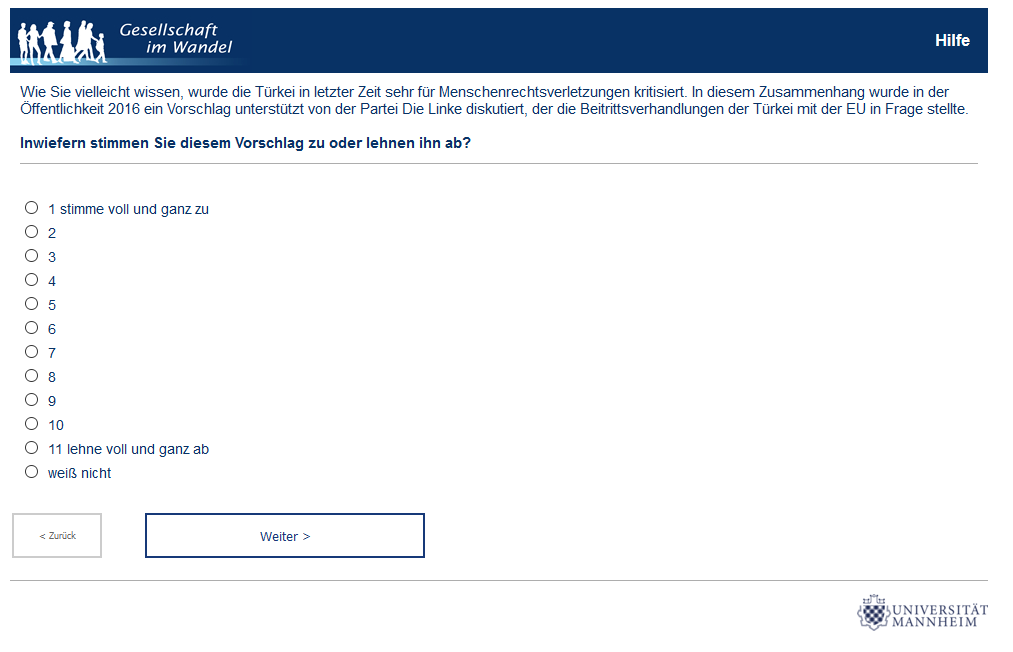 Gesellschaft
im Wandel
Hilfe
Wie Sie vielleicht wissen, wurde die Türkei in letzter Zeit sehr für Menschenrechtsverletzungen kritisiert. In diesem Zusammenhang wurde in der
Öffentlichkeit 2016 ein Vorschlag unterstützt von der Partei Die Linke diskutiert, der die Beitrittsverhandlungen der Türkei mit der EU in Frage stellte.
Inwiefern stimmen Sie diesem Vorschlag zu oder lehnen ihn ab?
1 stimme voll und ganz zu
2
3
4
5
6
7
8
9
10
11 lehne voll und ganz ab
weiß nicht
< Zurück
Weiter >
UNIVERSITÄT
MANNHEIM